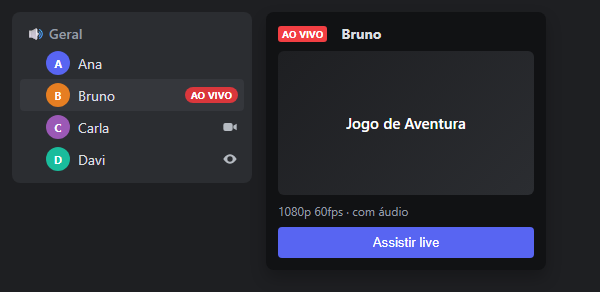 Geral
A Ana
B Bruno AO VIVO
C Carla
D Davi
AO VIVO Bruno
Jogo de Aventura
1080p 60fps · com áudio
Assistir live